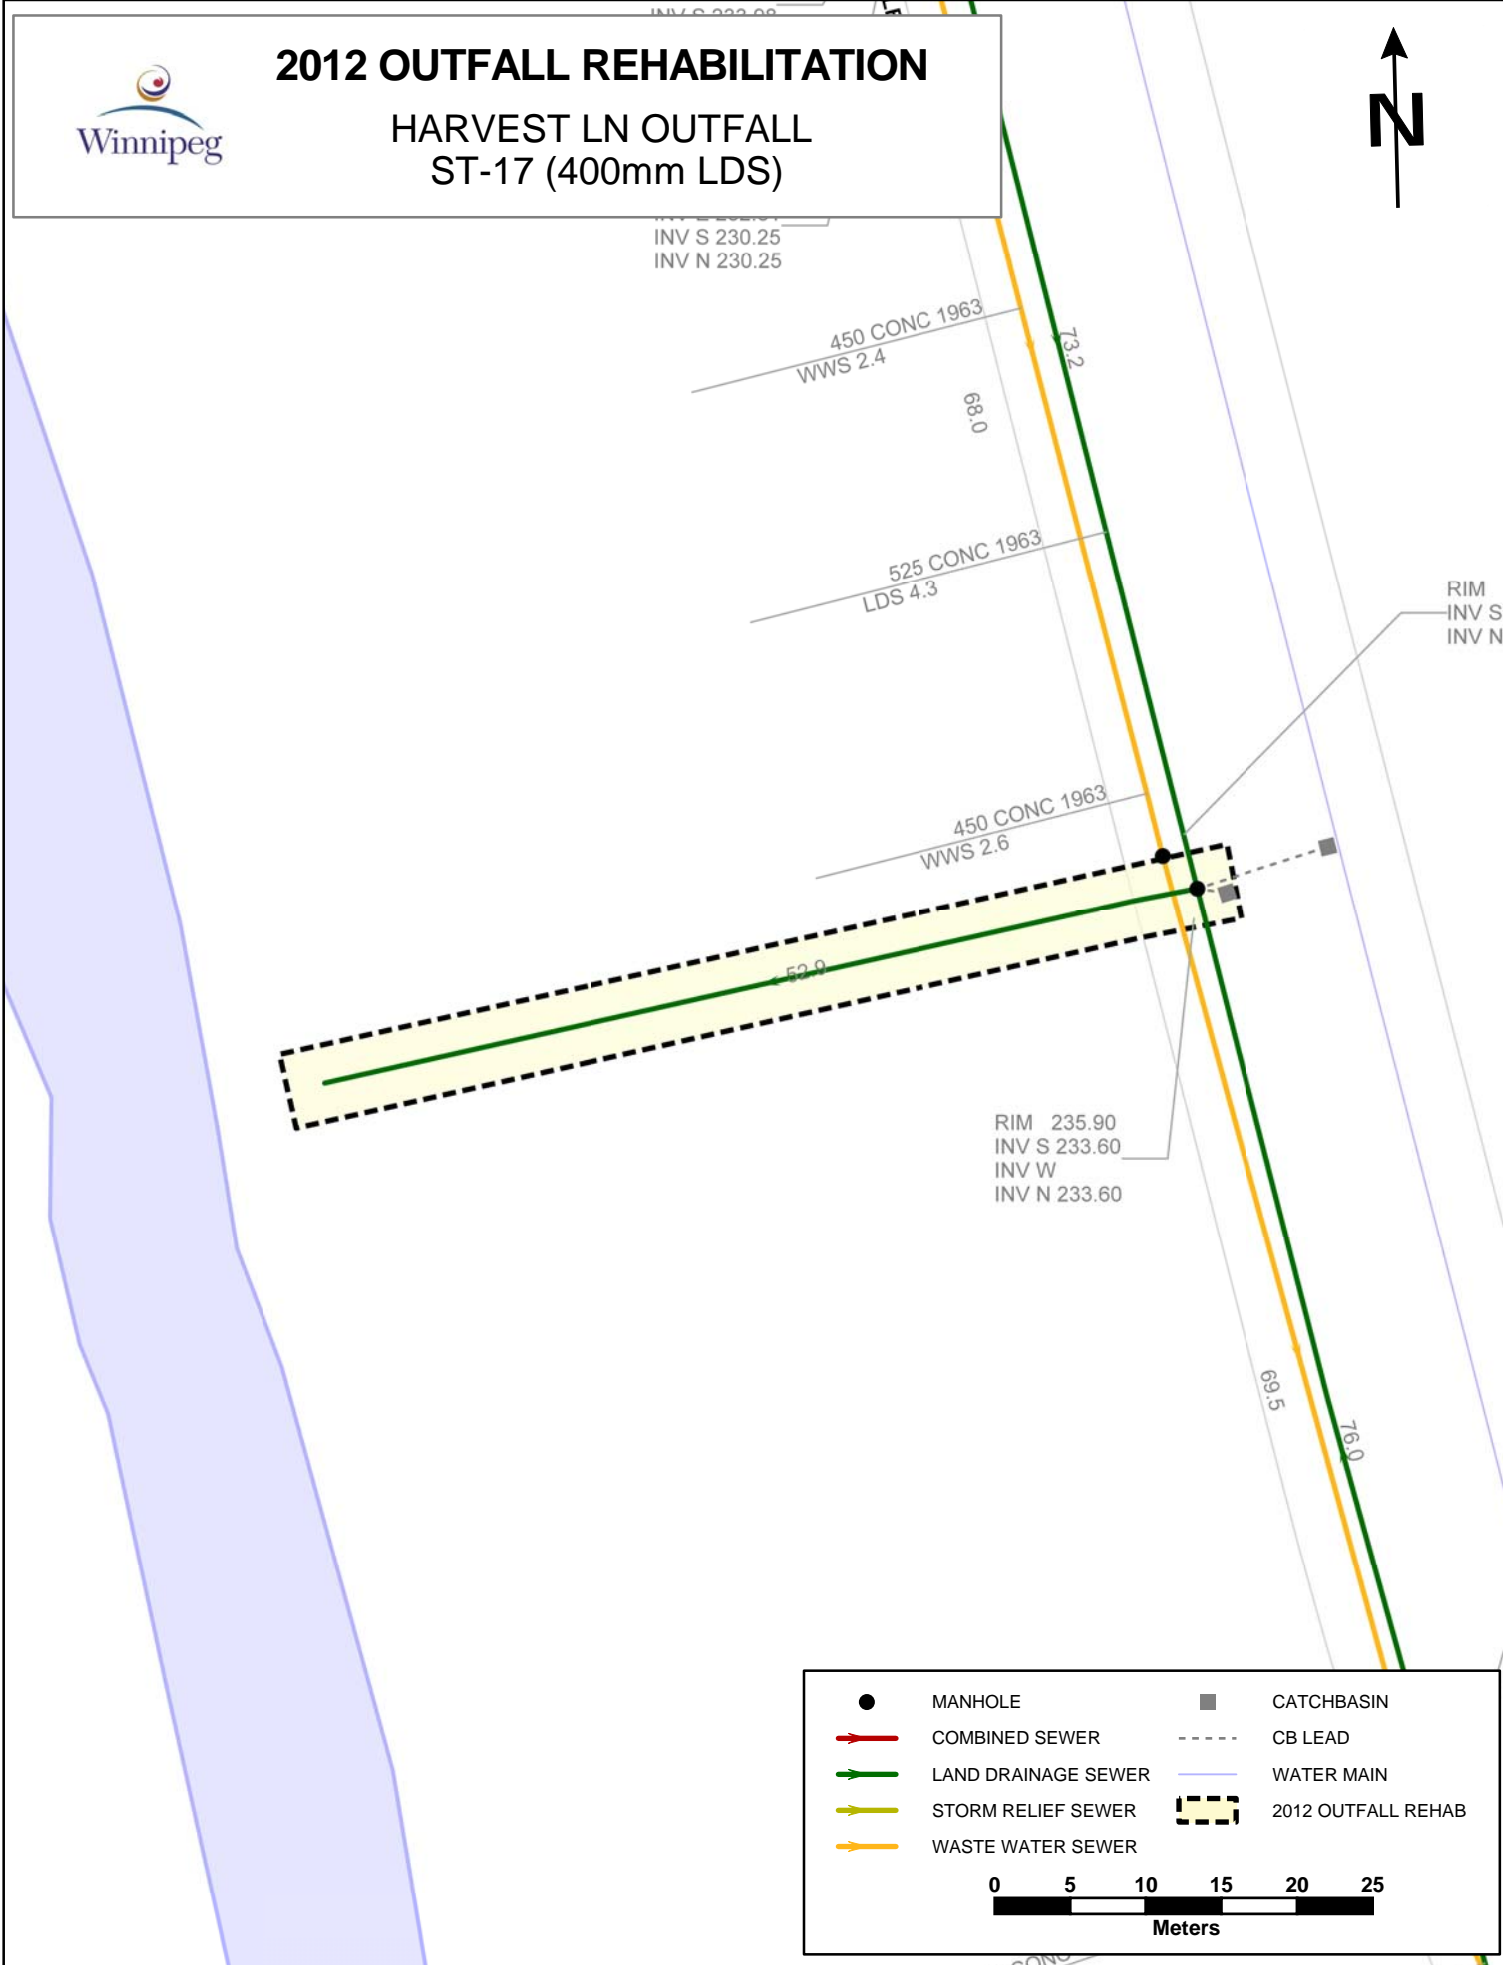 2012 OUTFALL REHABILITATION
HARVEST LN OUTFALL
ST-17 (400mm LDS)
Winnipeg
N
INV S 233.98
INV S 230.25
INV N 230.25
450 CONC 1963
WWS 2.4
73.2
68.0
525 CONC 1963
LDS 4.3
RIM
INV S
INV N
450 CONC 1963
WWS 2.6
52.9
RIM 235.90
INV S 233.60
INV W
INV N 233.60
69.5
76.0
MANHOLE
COMBINED SEWER
LAND DRAINAGE SEWER
STORM RELIEF SEWER
WASTE WATER SEWER
CATCHBASIN
CB LEAD
WATER MAIN
2012 OUTFALL REHAB
0 5 10 15 20 25
Meters
CONC